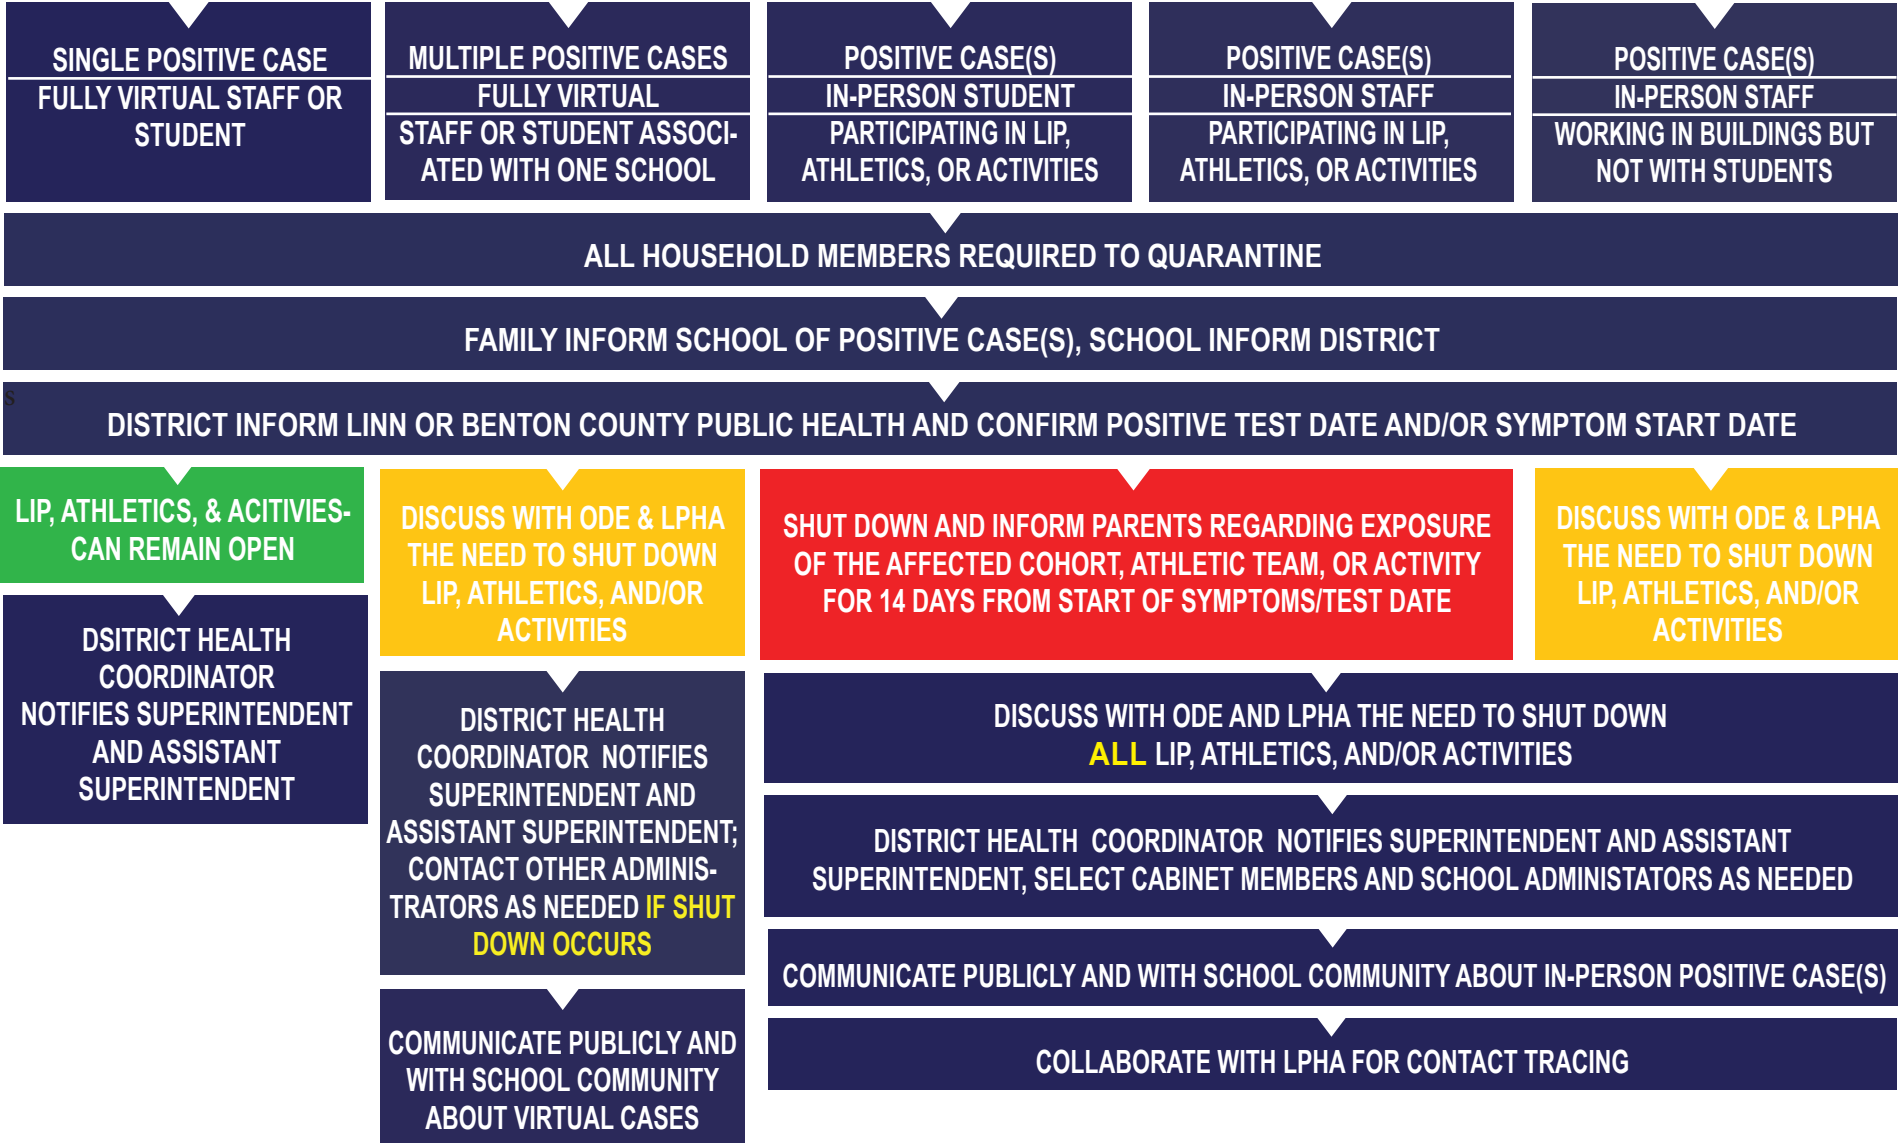 SINGLE POSITIVE CASE
FULLY VIRTUAL STAFF OR
STUDENT
MULTIPLE POSITIVE CASES
FULLY VIRTUAL
STAFF OR STUDENT ASSOCI-
ATED WITH ONE SCHOOL
POSITIVE CASE(S)
IN-PERSON STUDENT
PARTICIPATING IN LIP,
ATHLETICS, OR ACTIVITIES
POSITIVE CASE(S)
IN-PERSON STAFF
PARTICIPATING IN LIP,
ATHLETICS, OR ACTIVITIES
POSITIVE CASE(S)
IN-PERSON STAFF
WORKING IN BUILDINGS BUT
NOT WITH STUDENTS
ALL HOUSEHOLD MEMBERS REQUIRED TO QUARANTINE
FAMILY INFORM SCHOOL OF POSITIVE CASE(S), SCHOOL INFORM DISTRICT
s
DISTRICT INFORM LINN OR BENTON COUNTY PUBLIC HEALTH AND CONFIRM POSITIVE TEST DATE AND/OR SYMPTOM START DATE
LIP, ATHLETICS, & ACITIVIES-
CAN REMAIN OPEN
DSITRICT HEALTH
COORDINATOR
NOTIFIES SUPERINTENDENT
AND ASSISTANT
SUPERINTENDENT
DISCUSS WITH ODE & LPHA
THE NEED TO SHUT DOWN
LIP, ATHLETICS, AND/OR
ACTIVITIES
DISTRICT HEALTH
COORDINATOR  NOTIFIES
SUPERINTENDENT AND
ASSISTANT SUPERINTENDENT;
CONTACT OTHER ADMINIS-
TRATORS AS NEEDED IF SHUT
DOWN OCCURS
COMMUNICATE PUBLICLY AND
WITH SCHOOL COMMUNITY
ABOUT VIRTUAL CASES
SHUT DOWN AND INFORM PARENTS REGARDING EXPOSURE
OF THE AFFECTED COHORT, ATHLETIC TEAM, OR ACTIVITY
FOR 14 DAYS FROM START OF SYMPTOMS/TEST DATE
DISCUSS WITH ODE & LPHA
THE NEED TO SHUT DOWN
LIP, ATHLETICS, AND/OR
ACTIVITIES
DISCUSS WITH ODE AND LPHA THE NEED TO SHUT DOWN
ALL LIP, ATHLETICS, AND/OR ACTIVITIES
DISTRICT HEALTH  COORDINATOR  NOTIFIES SUPERINTENDENT AND ASSISTANT
SUPERINTENDENT, SELECT CABINET MEMBERS AND SCHOOL ADMINISTATORS AS NEEDED
COMMUNICATE PUBLICLY AND WITH SCHOOL COMMUNITY ABOUT IN-PERSON POSITIVE CASE(S)
COLLABORATE WITH LPHA FOR CONTACT TRACING